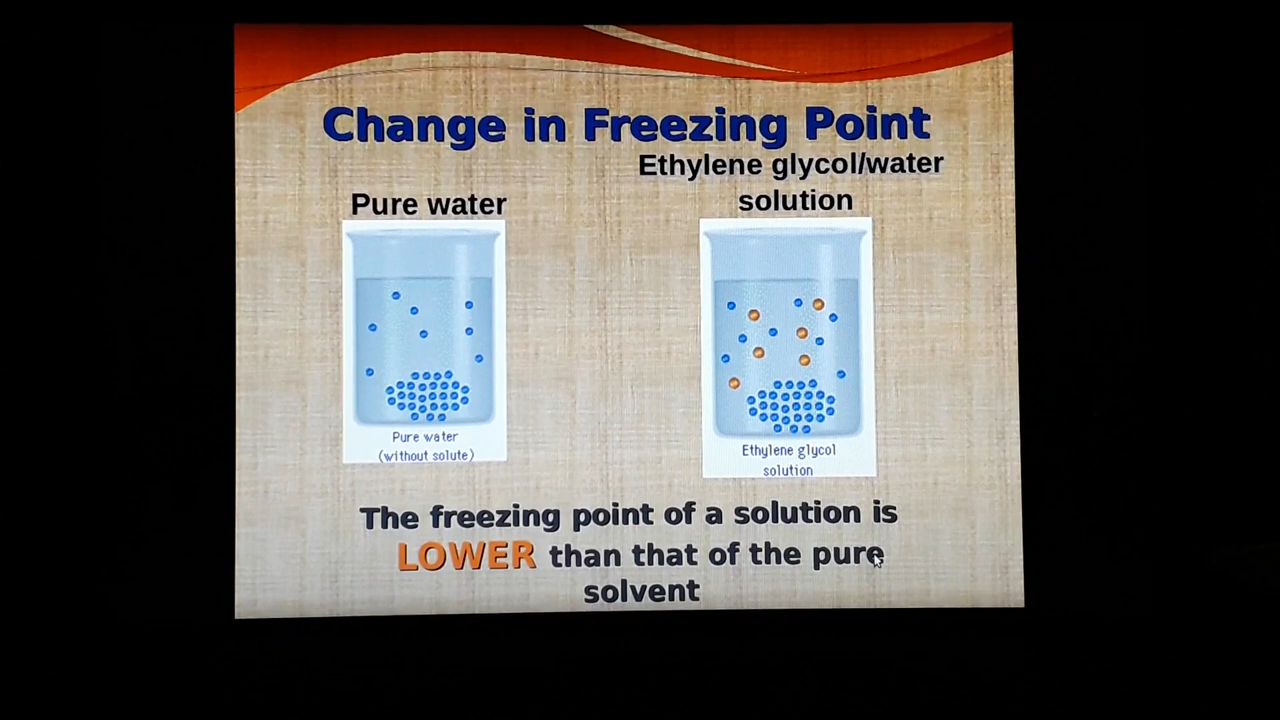 Change in Freezing Point
Ethylene glycol/water
solution
Pure water
Pure water
(without solute)
Ethylene glycol
solution
The freezing point of a solution is
LOWER than that of the pure
solvent